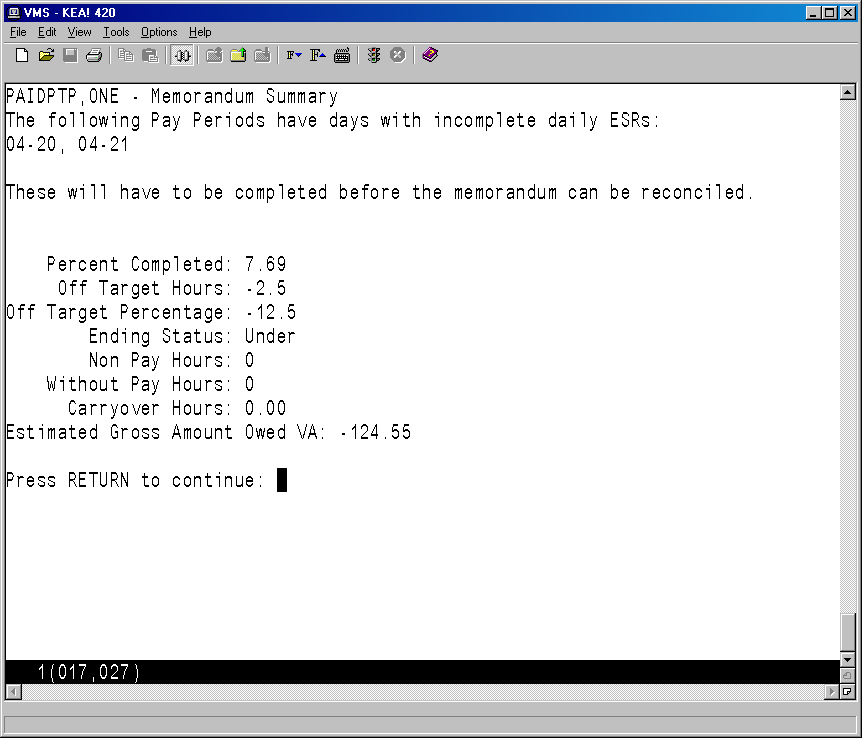 VMS - KEA! 420
File Edit View Tools Options Help
PAIDPTP,ONE - Memorandum Summary
The following Pay Periods have days with incomplete daily ESRs:
04-20, 04-21
These will have to be completed before the memorandum can be reconciled.
Percent Completed: 7.69
Off Target Hours: -2.5
Off Target Percentage: -12.5
Ending Status: Under
Non Pay Hours: 0
Without Pay Hours: 0
Carryover Hours: 0.00
Estimated Gross Amount Owed VA: -124.55
Press RETURN to continue:
1(017,027)